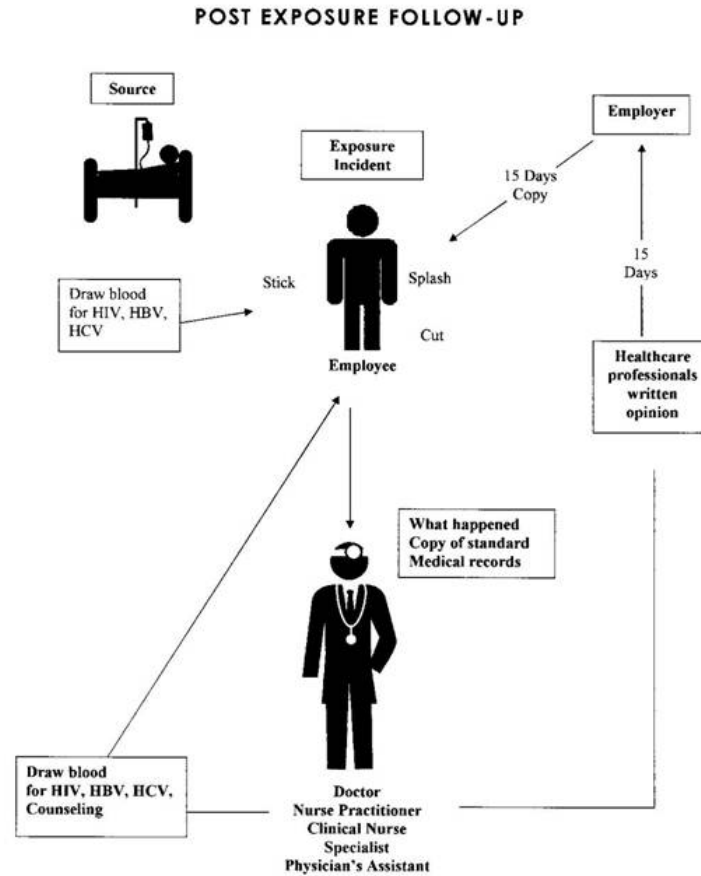 POST EXPOSURE FOLLOW-UP
Source
Employer
Exposure
Incident
15 Days
Copy
15
Days
Stick
Splash
Draw blood
for HIV, HBV,
HCV
Cut
Employee
Healthcare
professionals
written
opinion
What happened
Copy of standard
Medical records
Draw blood
for HIV, HBV, HCV,
Counseling
Doctor
Nurse Practitioner
Clinical Nurse
Specialist
Physician's Assistant